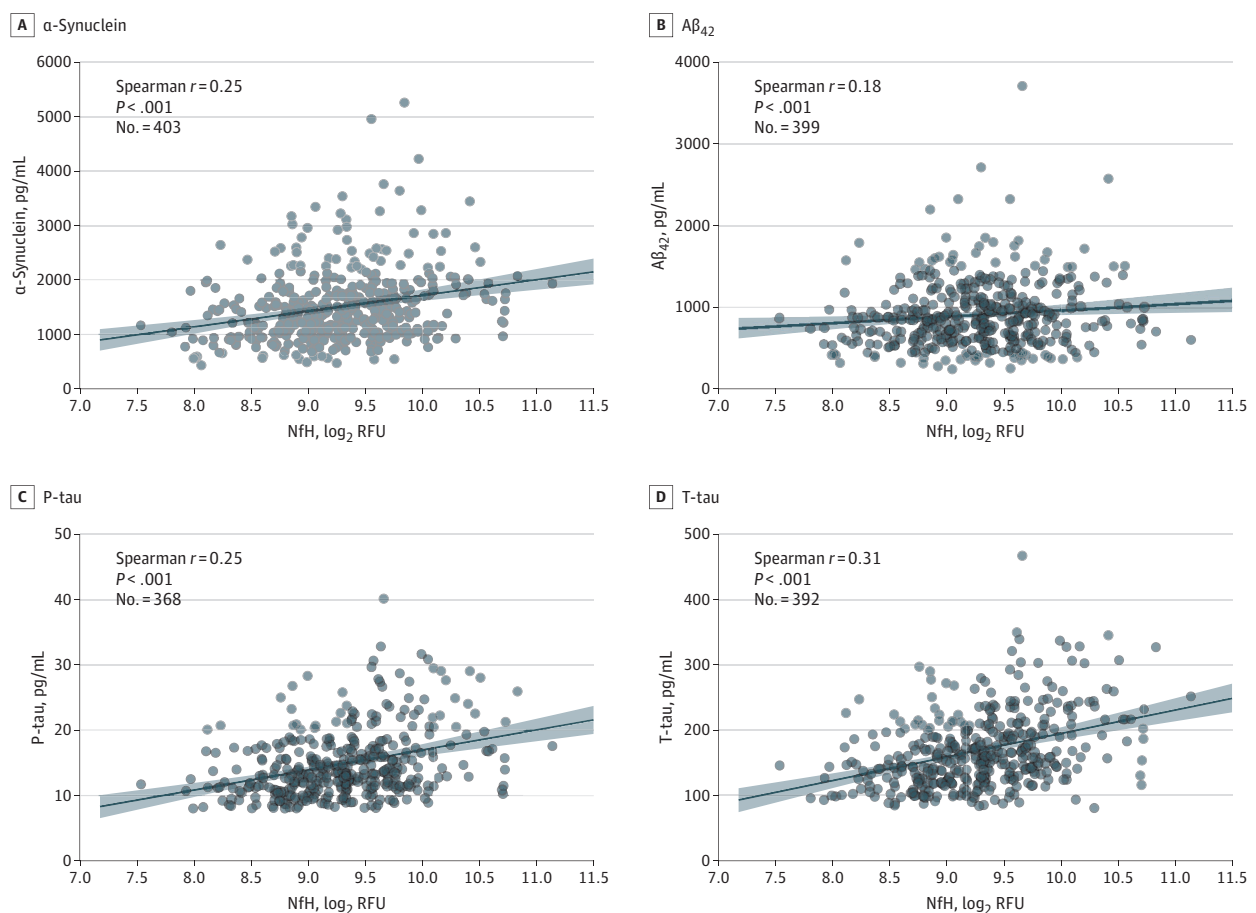 A α-Synuclein
6000
5000
4000
3000
2000
1000
0
α-Synuclein, pg/mL
Spearman r = 0.25
P < .001
No. = 403
7.0 7.5 8.0 8.5 9.0 9.5 10.0 10.5 11.0 11.5
NfH, log2 RFU
B Aβ42
4000
3000
2000
1000
0
Aβ42, pg/mL
Spearman r = 0.18
P < .001
No. = 399
7.0 7.5 8.0 8.5 9.0 9.5 10.0 10.5 11.0 11.5
NfH, log2 RFU
C P-tau
50
40
30
20
10
0
P-tau, pg/mL
Spearman r = 0.25
P < .001
No. = 368
7.0 7.5 8.0 8.5 9.0 9.5 10.0 10.5 11.0 11.5
NfH, log2 RFU
D T-tau
500
400
300
200
100
0
T-tau, pg/mL
Spearman r = 0.31
P < .001
No. = 392
7.0 7.5 8.0 8.5 9.0 9.5 10.0 10.5 11.0 11.5
NfH, log2 RFU